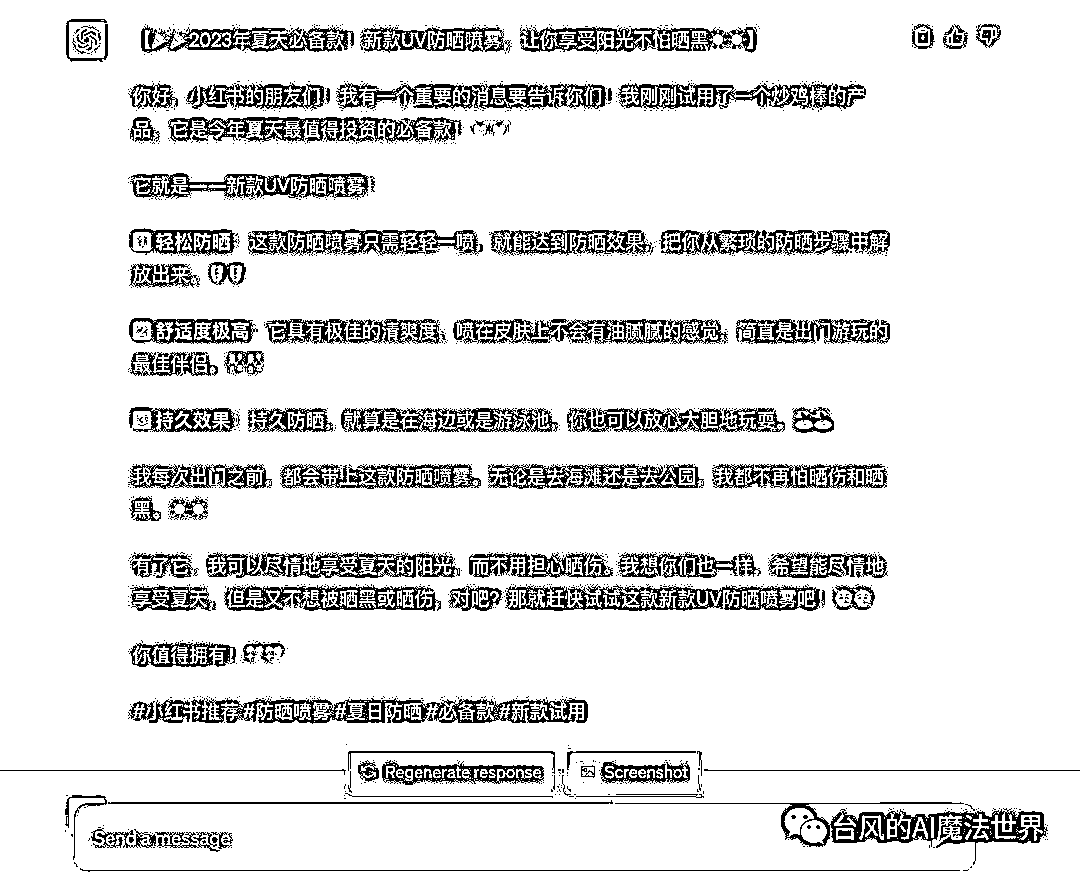 【▶▶2023年夏天必备款！新款UV防晒喷雾，让你享受阳光不怕晒黑】
你好，小红书的朋友们！我有一个重要的消息要告诉你们！我刚刚试用了一个炒鸡棒的产
品，它是今年夏天最值得投资的必备款！
它就是——新款UV防晒喷雾！
1 轻松防晒：这款防晒喷雾只需轻轻一喷，就能达到防晒效果，把你从繁琐的防晒步骤中解
放出来。
2 舒适度极高：它具有极佳的清爽度，喷在皮肤上不会有油腻腻的感觉，简直是出门游玩的
最佳伴侣。
3 持久效果：持久防晒，就算是在海边或是游泳池，你也可以放心大胆地玩耍。
我每次出门之前，都会带上这款防晒喷雾。无论是去海滩还是去公园，我都不再怕晒伤和晒
黑。
有了它，我可以尽情地享受夏天的阳光，而不用担心晒伤。我想你们也一样，希望能尽情地
享受夏天，但是又不想被晒黑或晒伤，对吧？那就赶快试试这款新款UV防晒喷雾吧！
你值得拥有！
#小红书推荐 #防晒喷雾 #夏日防晒 #必备款 #新款试用
Regenerate response
Screenshot
Send a message
台风的AI魔法世界